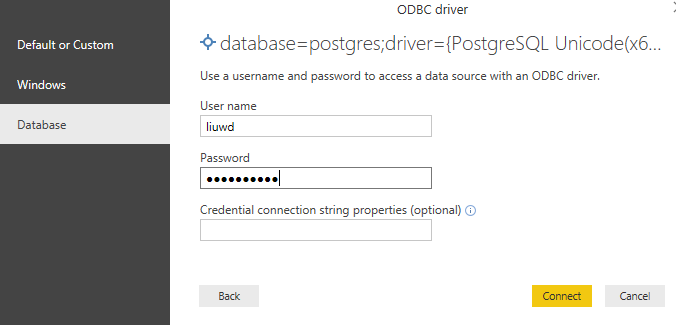 ODBC driver
Default or Custom
Windows
Database
database=postgres;driver={PostgreSQL Unicode(x6...
Use a username and password to access a data source with an ODBC driver.
User name
liuwd
Password
●●●●●●●●●●
Credential connection string properties (optional)
Back
Connect
Cancel